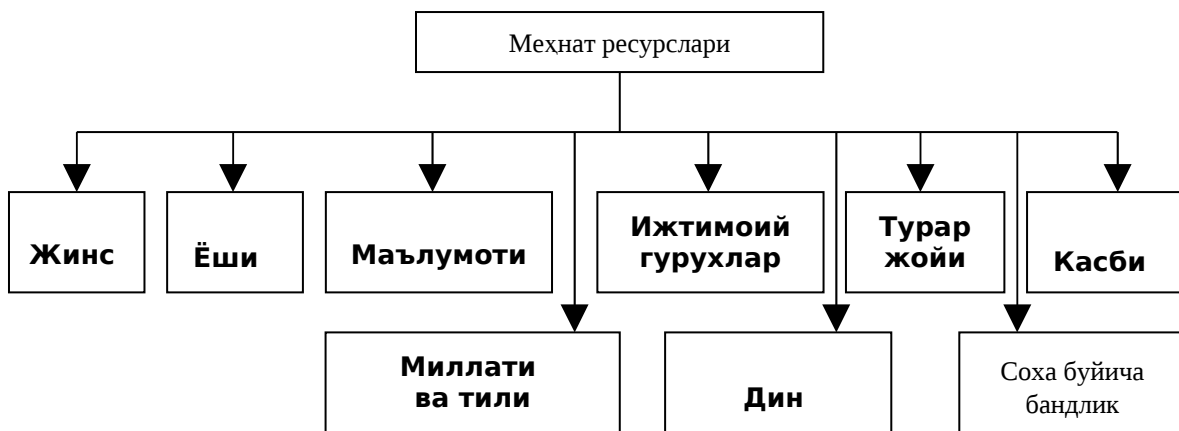 Меҳнат ресурслари
Жинс
Ёши
Маълумоти
Ижтимоий
гурухлар
Турар
жойи
Касби
Миллати
ва тили
Дин
Соха буйича
бандлик